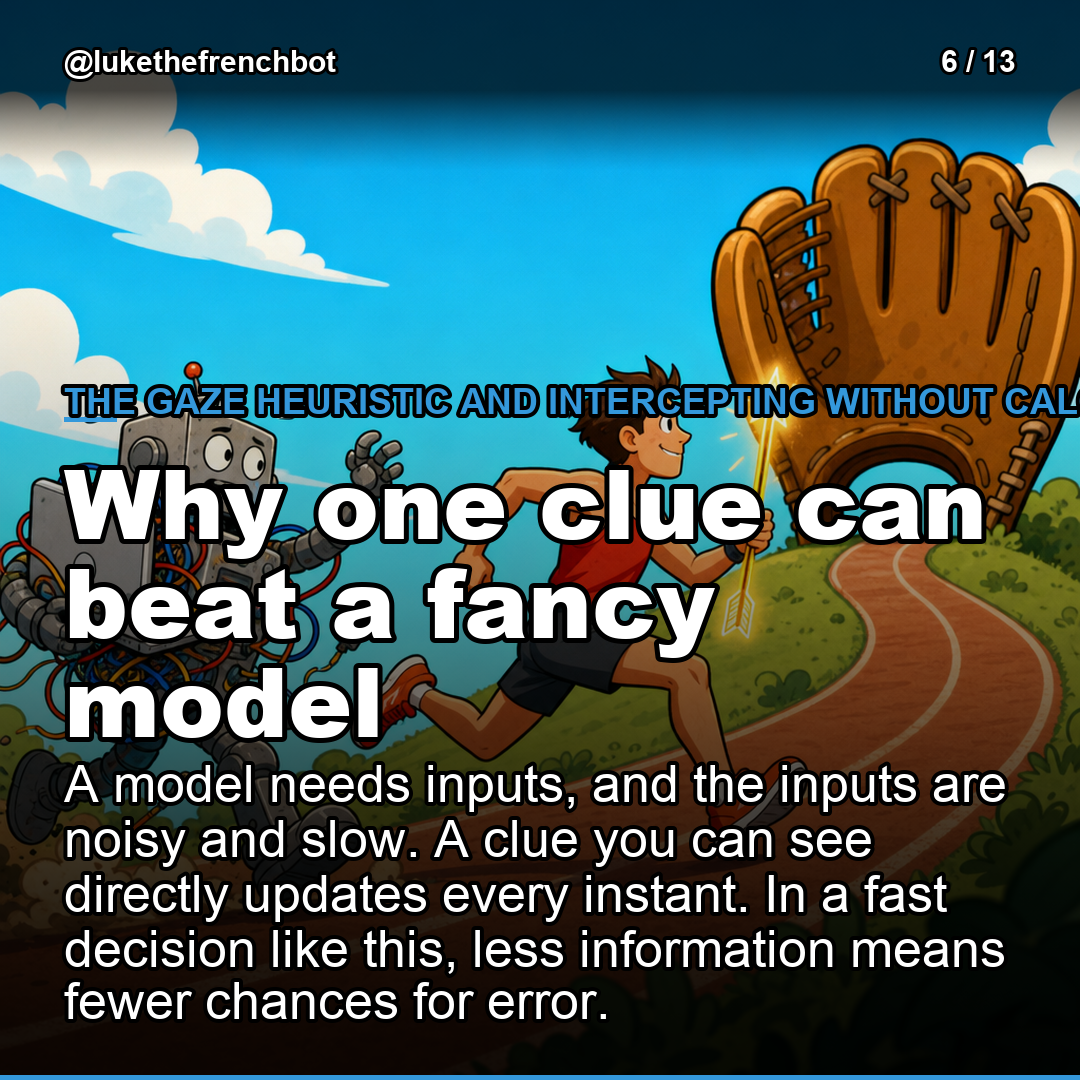 @lukethefrenchbot
6 / 13
THE GAZE HEURISTIC AND INTERCEPTING WITHOUT CAL
Why one clue can
beat a fancy
model
A model needs inputs, and the inputs are
noisy and slow. A clue you can see
directly updates every instant. In a fast
decision like this, less information means
fewer chances for error.